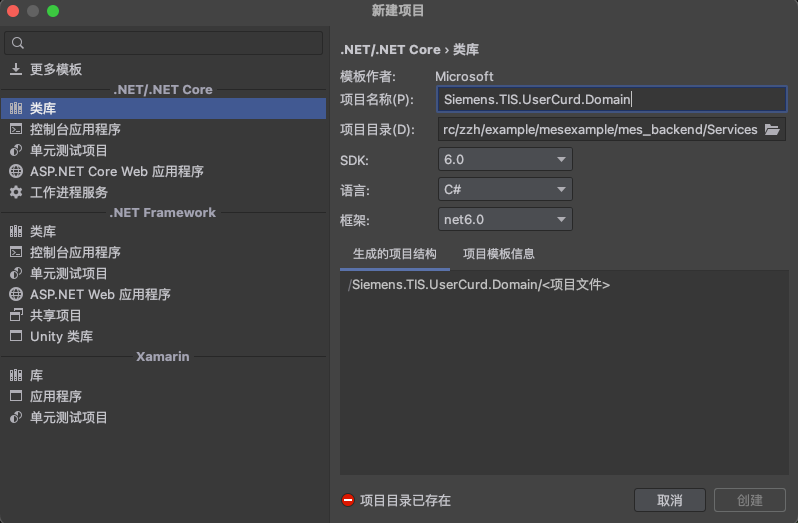 新建项目
更多模板
.NET/.NET Core
类库
控制台应用程序
单元测试项目
ASP.NET Core Web 应用程序
工作进程服务
.NET Framework
类库
控制台应用程序
单元测试项目
ASP.NET Web 应用程序
共享项目
Unity 类库
Xamarin
库
应用程序
单元测试项目
.NET/.NET Core › 类库
模板作者: Microsoft
项目名称(P): Siemens.TIS.UserCurd.Domain
项目目录(D): rc/zzh/example/mesexample/mes_backend/Services
SDK: 6.0
语言: C#
框架: net6.0
生成的项目结构 项目模板信息
/Siemens.TIS.UserCurd.Domain/<项目文件>
项目目录已存在 取消 创建